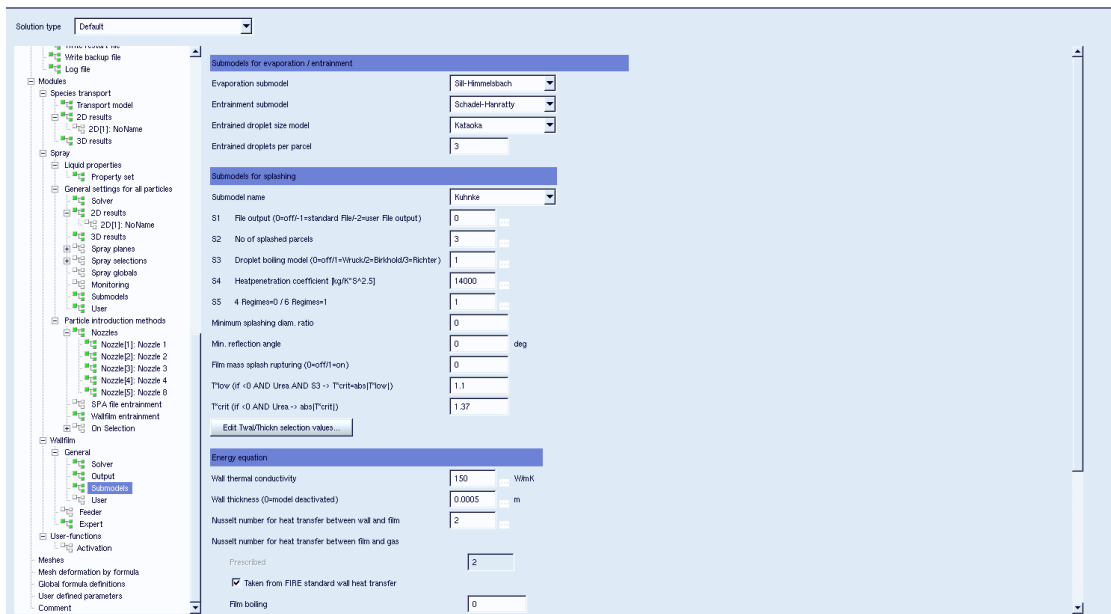 Solution type Default
Write restart file
Write backup file
Log file
Modules
Species transport
Transport model
2D results
2D[1]: NoName
3D results
Spray
Liquid properties
Property set
General settings for all particles
Solver
2D results
2D[1]: NoName
3D results
Spray planes
Spray selections
Spray globals
Monitoring
Submodels
User
Particle introduction methods
Nozzles
Nozzle[1]: Nozzle 1
Nozzle[2]: Nozzle 2
Nozzle[3]: Nozzle 3
Nozzle[4]: Nozzle 4
Nozzle[5]: Nozzle 8
SPA file entrainment
Wallfilm entrainment
On Selection
Wallfilm
General
Solver
Output
Submodels
User
Feeder
Expert
User-functions
Activation
Meshes
Mesh deformation by formula
Global formula definitions
User defined parameters
Comment
Submodels for evaporation / entrainment
Evaporation submodel Sill-Himmelsbach
Entrainment submodel Schadel-Hanratty
Entrained droplet size model Kataoka
Entrained droplets per parcel 3
Submodels for splashing
Submodel name Kuhnke
S1 File output (0=off/-1=standard File/-2=user File output) 0
S2 No of splashed parcels 3
S3 Droplet boiling model (0=off/1=Wruck/2=Birkhold/3=Richter) 1
S4 Heatpenetration coefficient [kg/K*S^2.5] 14000
S5 4 Regimes=0 / 6 Regimes=1 1
Minimum splashing diam. ratio 0
Min. reflection angle 0 deg
Film mass splash rupturing (0=off/1=on) 0
T*low (if <0 AND Urea AND S3 -> T*crit=abs|T*low|) 1.1
T*crit (if <0 AND Urea -> abs|T*crit|) 1.37
Edit Twal/Thickn selection values...
Energy equation
Wall thermal conductivity 150 W/mK
Wall thickness (0=model deactivated) 0.0005 m
Nusselt number for heat transfer between wall and film 2
Nusselt number for heat transfer between film and gas
Prescribed 2
Taken from FIRE standard wall heat transfer
Film boiling 0